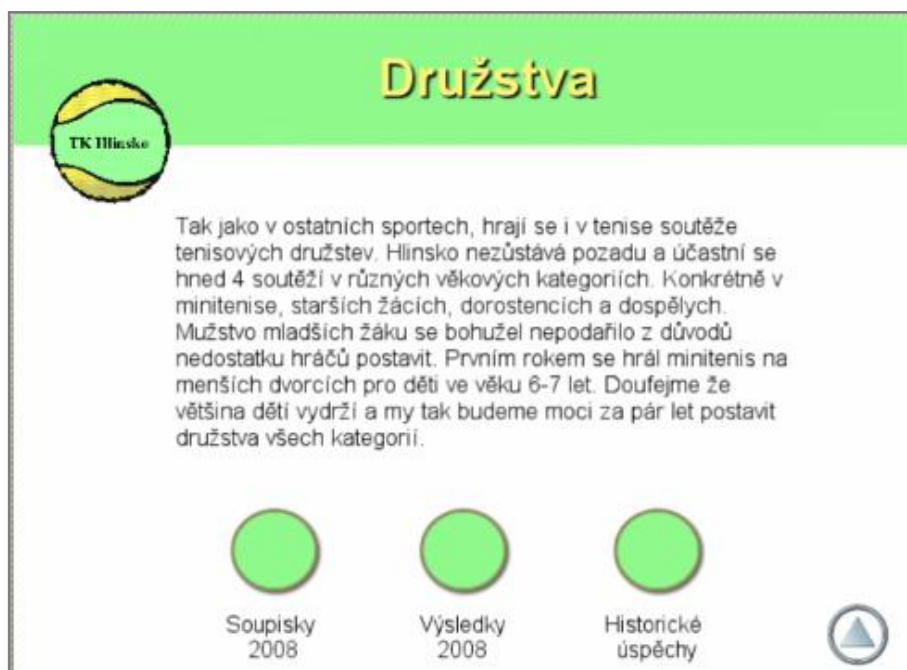 Družstva
TK Hlinsko
Tak jako v ostatních sportech, hrají se i v tenise soutěže
tenisových družstev. Hlinsko nezůstává pozadu a účastní se
hned 4 soutěží v různých věkových kategoriích. Konkrétně v
minitenise, starších žácích, dorostencích a dospělych.
Mužstvo mladších žáku se bohužel nepodařilo z důvodů
nedostatku hráčů postavit. Prvním rokem se hrál minitenis na
menších dvorcích pro děti ve věku 6-7 let. Doufejme že
většina dětí vydrží a my tak budeme moci za pár let postavit
družstva všech kategorií.
Soupisky
2008
Výsledky
2008
Historické
úspěchy